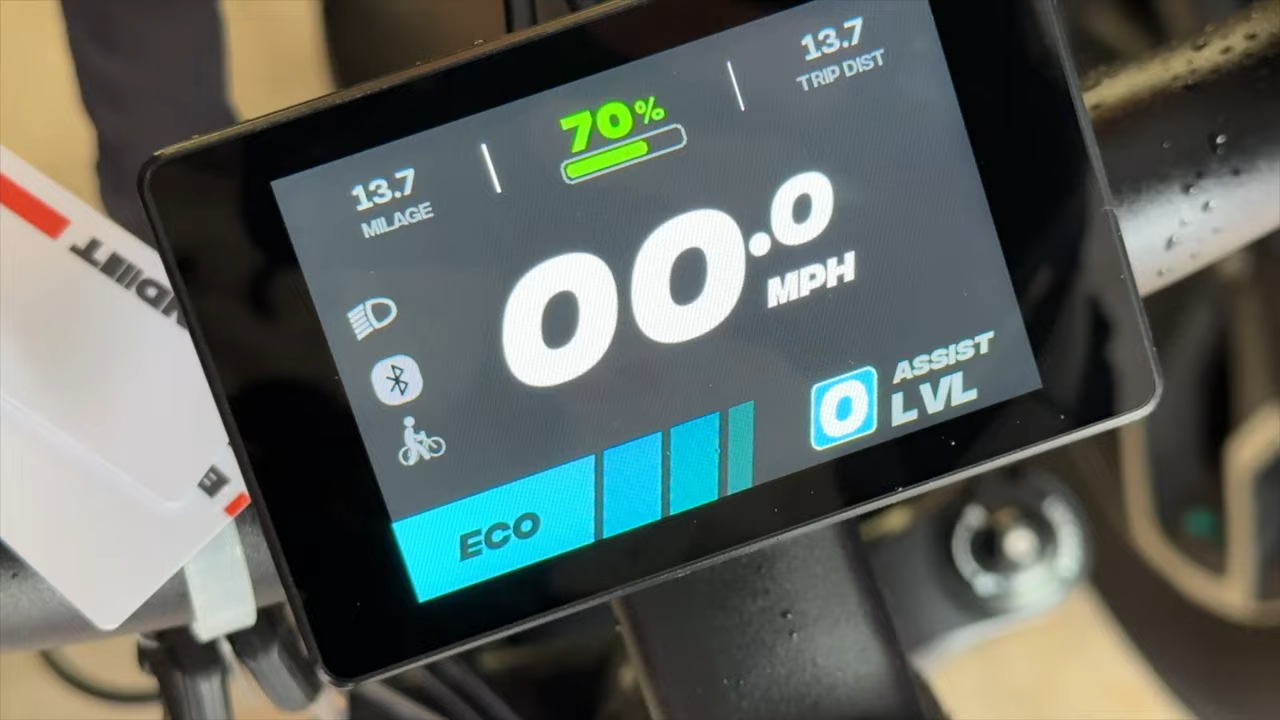 13.7
MILAGE
70%
13.7
TRIP DIST
00.0
MPH
ECO
0
ASSIST
LVL